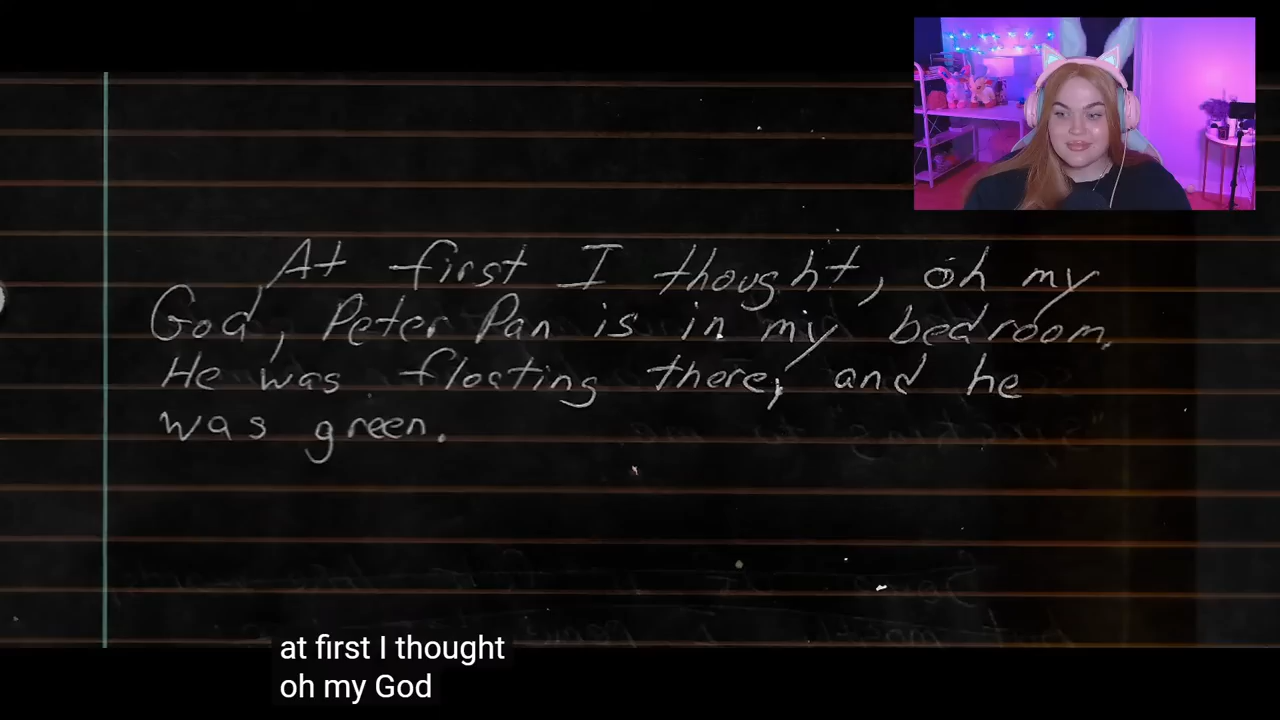 At first I thought, oh my
God, Peter Pan is in my bedroom.
He was floating there, and he
was green.
at first I thought
oh my God